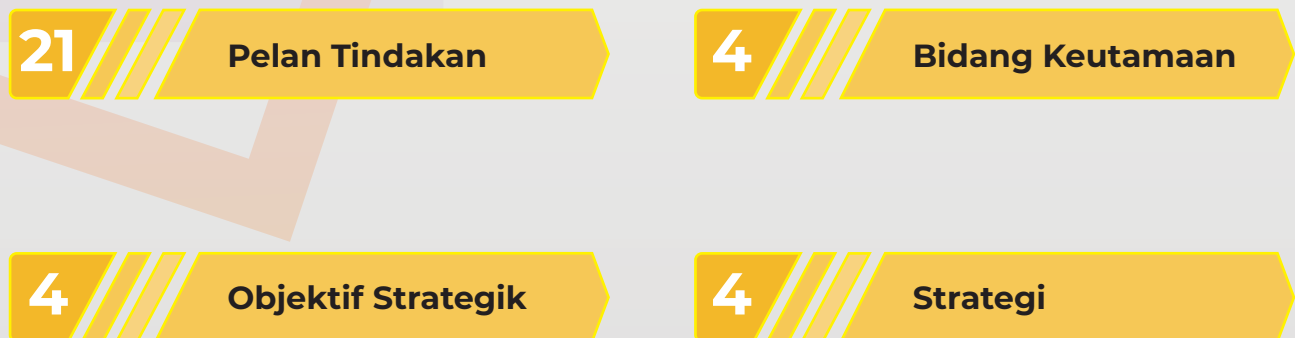 21 Pelan Tindakan
4 Bidang Keutamaan
4 Objektif Strategik
4 Strategi